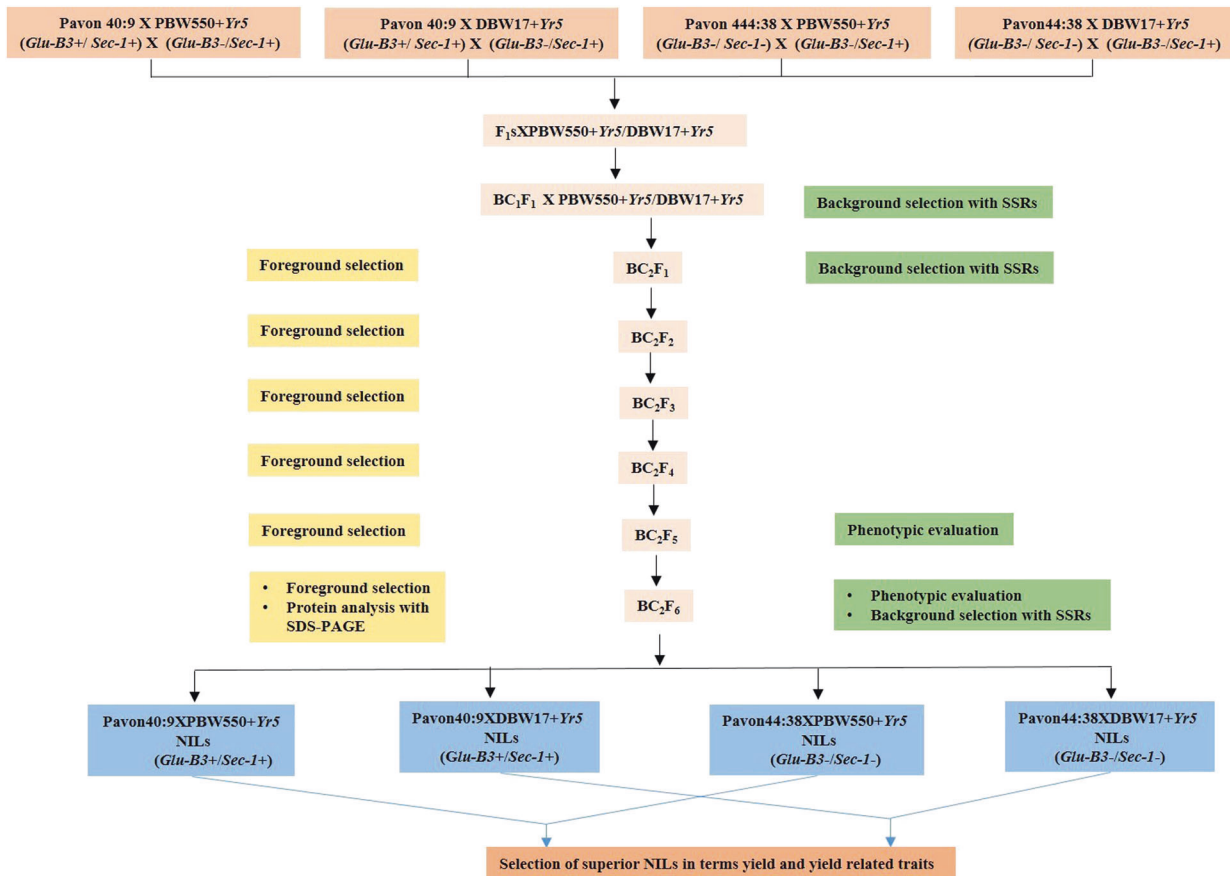 Pavon 40:9 X PBW550+Yr5
(Glu-B3+/ Sec-1+) X (Glu-B3-/Sec-1+)
Pavon 40:9 X DBW17+Yr5
(Glu-B3+/ Sec-1+) X (Glu-B3-/Sec-1+)
Pavon 444:38 X PBW550+Yr5
(Glu-B3-/ Sec-1-) X (Glu-B3-/Sec-1+)
Pavon44:38 X DBW17+Yr5
(Glu-B3-/ Sec-1-) X (Glu-B3-/Sec-1+)
F₁sXPBW550+Yr5/DBW17+Yr5
BC₁F₁ X PBW550+Yr5/DBW17+Yr5
Background selection with SSRs
Foreground selection
BC₂F₁
Background selection with SSRs
Foreground selection
BC₂F₂
Foreground selection
BC₂F₃
Foreground selection
BC₂F₄
Foreground selection
BC₂F₅
Phenotypic evaluation
• Foreground selection
• Protein analysis with
SDS-PAGE
BC₂F₆
• Phenotypic evaluation
• Background selection with SSRs
Pavon40:9XPBW550+Yr5
NILs
(Glu-B3+/Sec-1+)
Pavon40:9XDBW17+Yr5
NILs
(Glu-B3+/Sec-1+)
Pavon44:38XPBW550+Yr5
NILs
(Glu-B3-/Sec-1-)
Pavon44:38XDBW17+Yr5
NILs
(Glu-B3-/Sec-1-)
Selection of superior NILs in terms yield and yield related traits